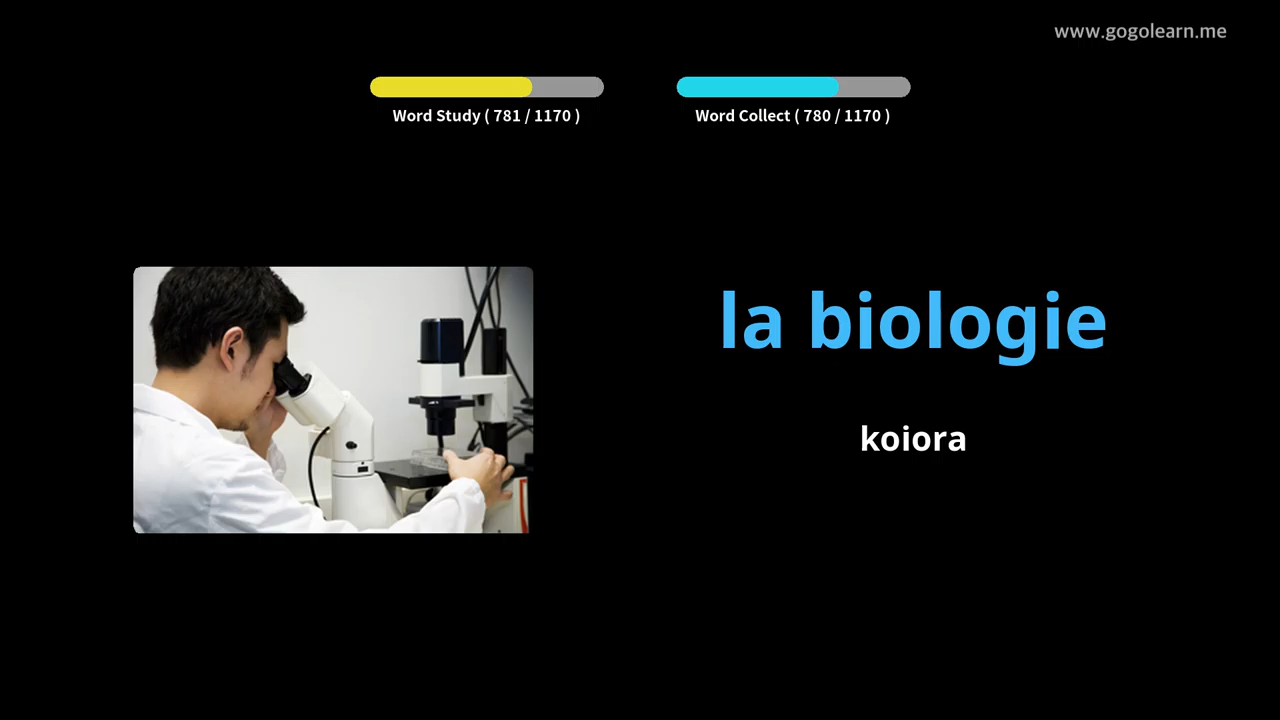 www.gogolearn.me
Word Study ( 781 / 1170 )
Word Collect ( 780 / 1170 )
la biologie
koiora